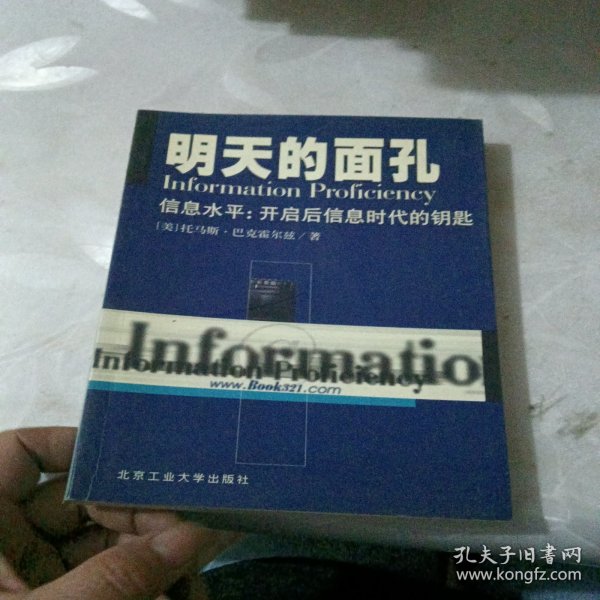 明天的面孔
Information Proficiency
信息水平：开启后信息时代的钥匙
[美]托马斯·巴克霍尔兹/著
Informatio
Information Proficiency
www.Book321.com
北京工业大学出版社
孔夫子旧书网
www.kongfz.com